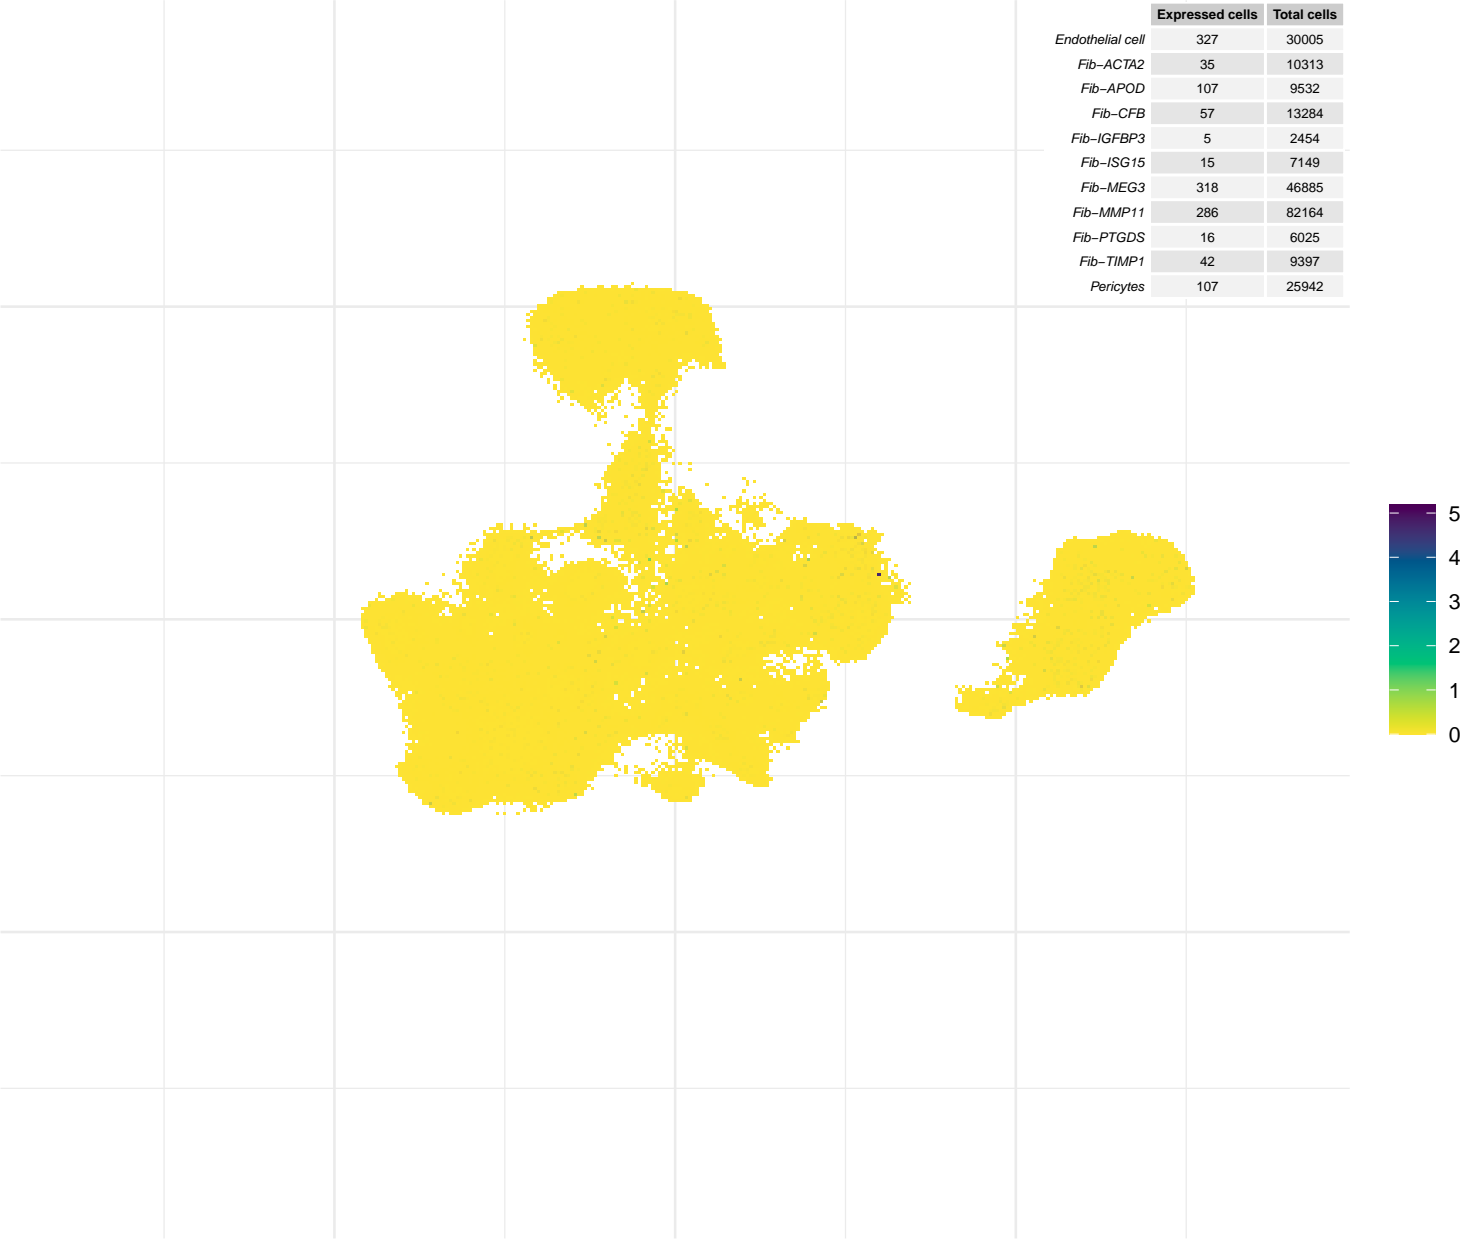 Expressed cells Total cells
Endothelial cell 327 30005
Fib−ACTA2 35 10313
Fib−APOD 107 9532
Fib−CFB 57 13284
Fib−IGFBP3 5 2454
Fib−ISG15 15 7149
Fib−MEG3 318 46885
Fib−MMP11 286 82164
Fib−PTGDS 16 6025
Fib−TIMP1 42 9397
Pericytes 107 25942
5
4
3
2
1
0